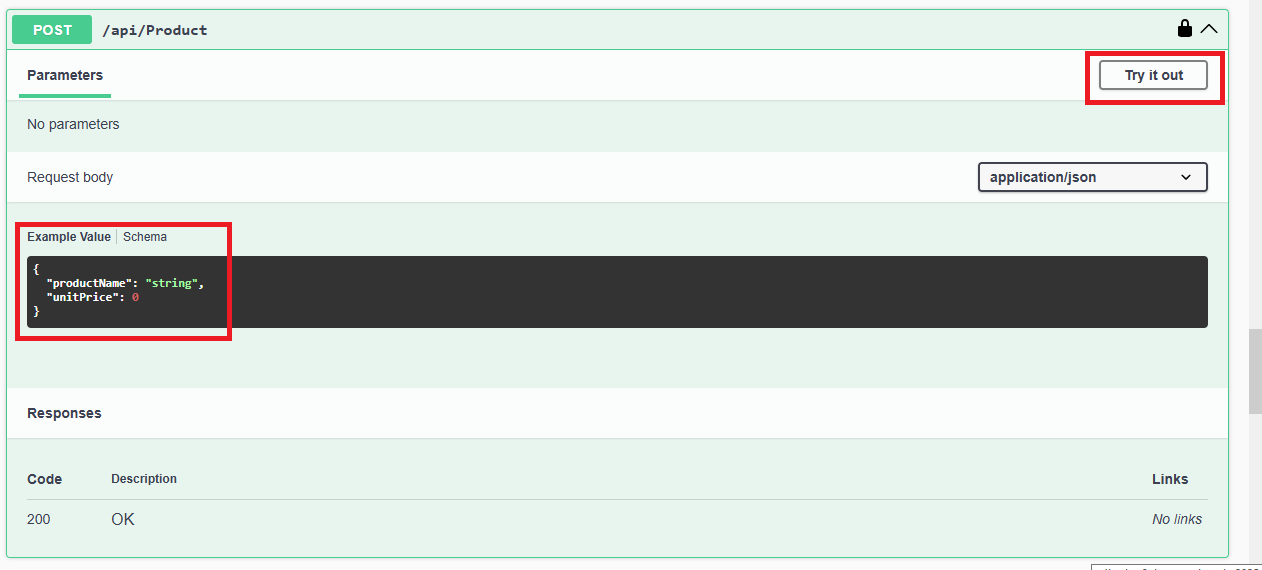 POST /api/Product
Parameters
Try it out
No parameters
Request body
application/json
Example Value Schema
{
"productName": "string",
"unitPrice": 0
}
Responses
Code Description Links
200 OK No links